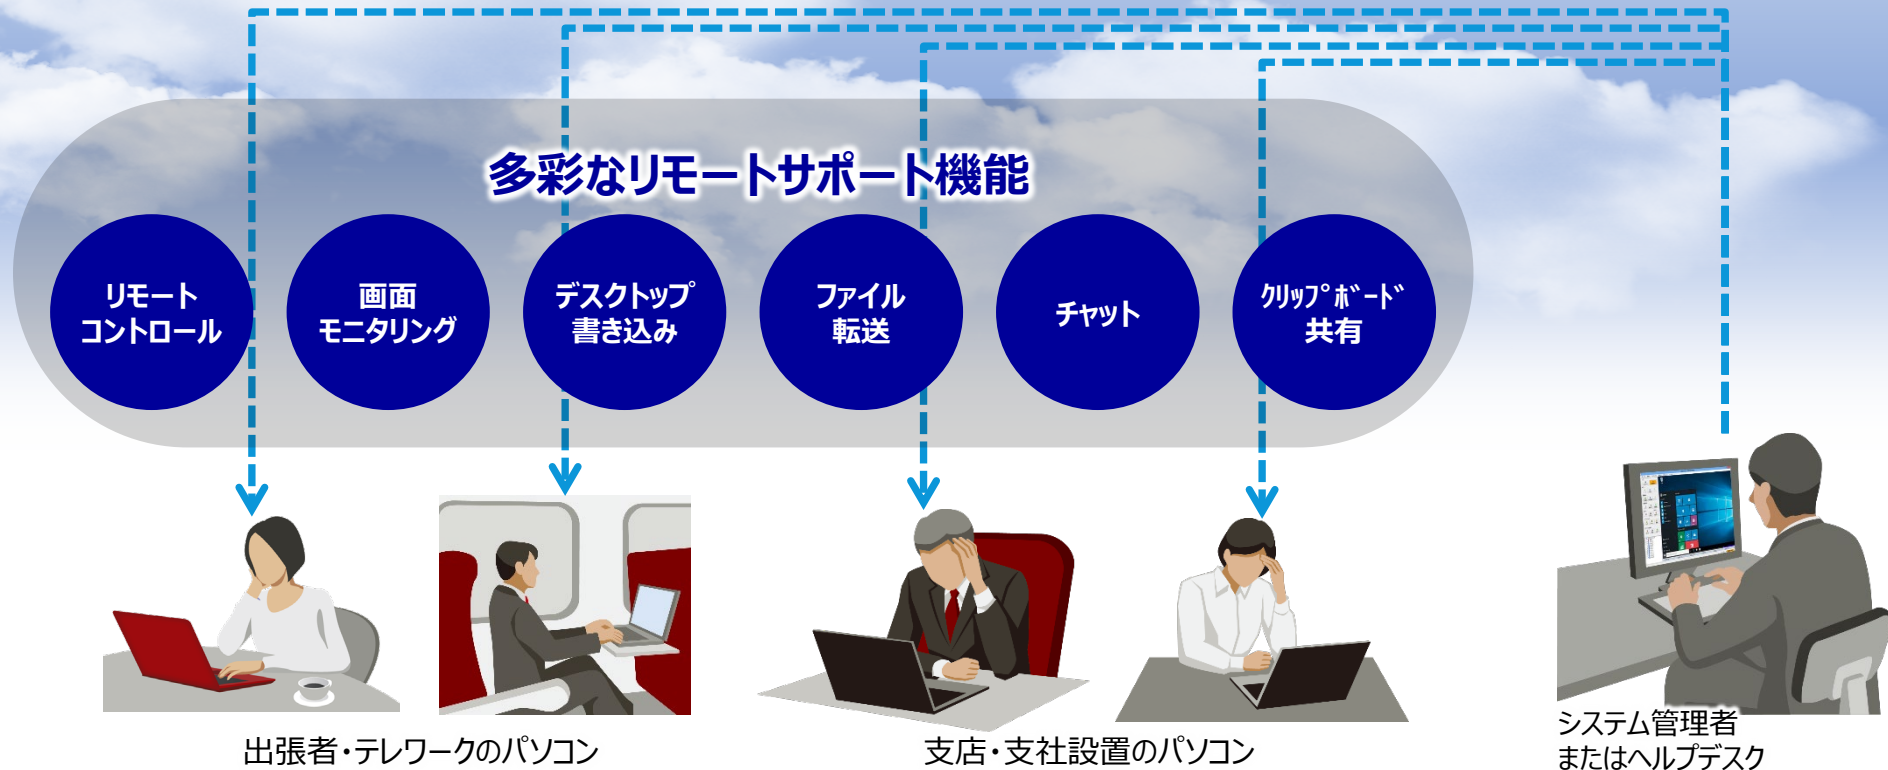 多彩なリモートサポート機能
リモート
コントロール
画面
モニタリング
デスクトップ
書き込み
ファイル
転送
チャット
ｸﾘｯﾌﾟﾎﾞｰﾄﾞ
共有
出張者・テレワークのパソコン
支店・支社設置のパソコン
システム管理者
またはヘルプデスク